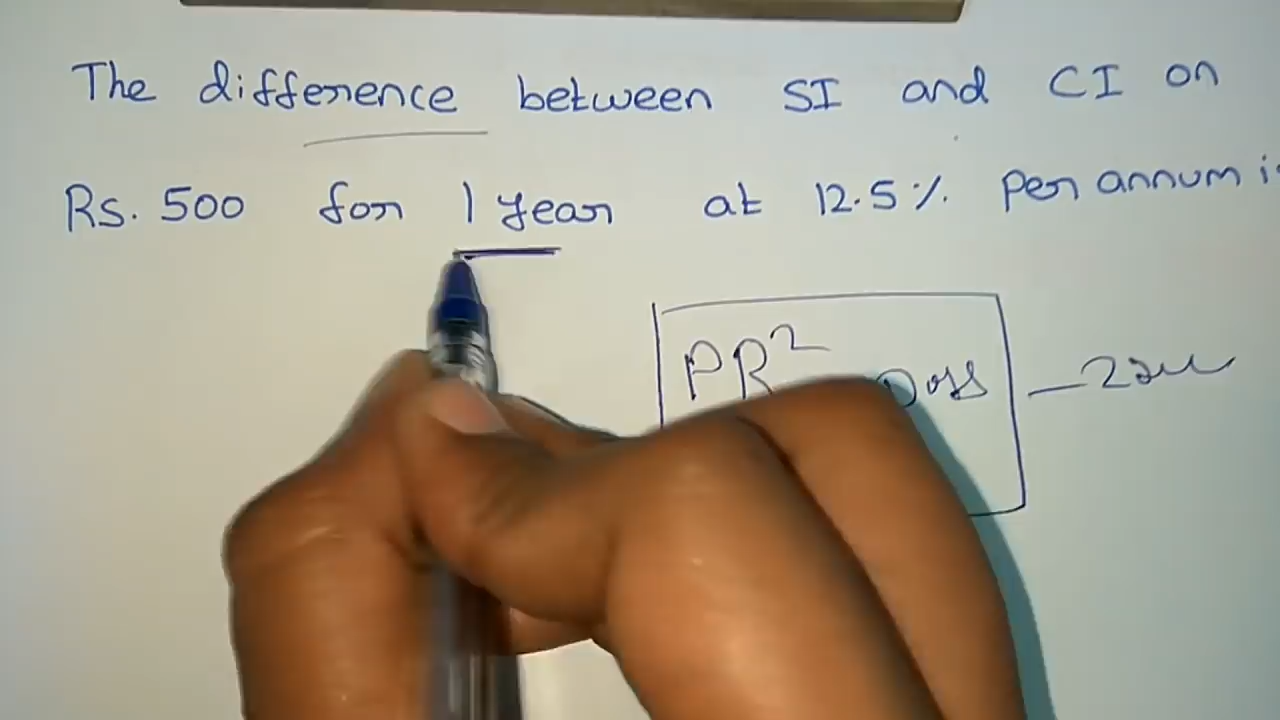 The difference between SI and CI on
Rs. 500 for 1 year at 12.5% per annum
PR²